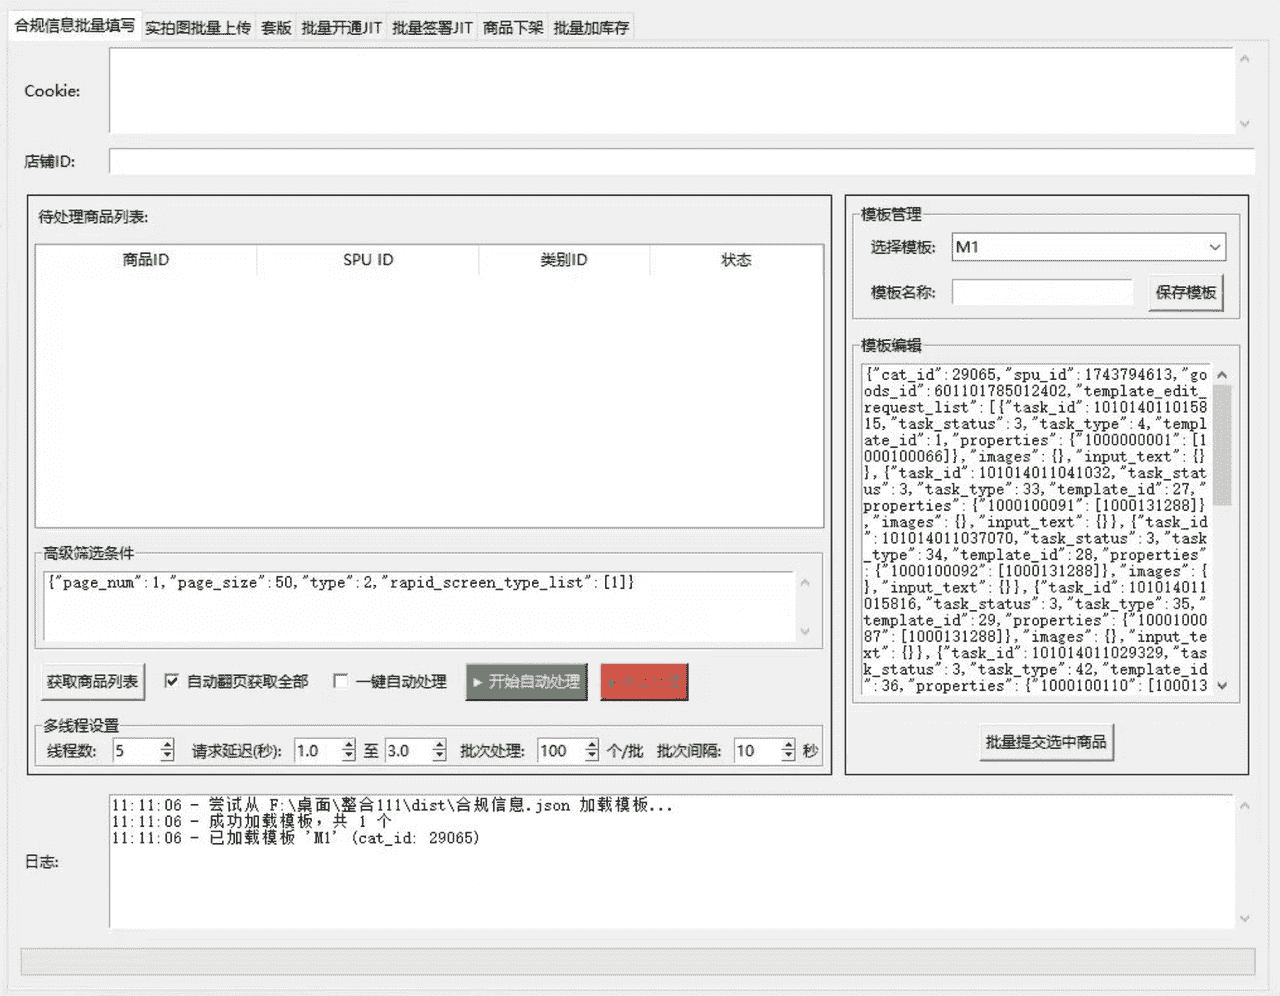 合规信息批量填写 实拍图批量上传 套版 批量开通JIT 批量签署JIT 商品下架 批量加库存
Cookie:
店铺ID:
待处理商品列表:
商品ID SPU ID 类别ID 状态
高级筛选条件
{"page_num":1,"page_size":50,"type":2,"rapid_screen_type_list":[1]}
获取商品列表 自动翻页获取全部 一键自动处理 ▶ 开始自动处理
多线程设置
线程数: 5 请求延迟(秒): 1.0 至 3.0 批次处理: 100 个/批 批次间隔: 10 秒
模板管理
选择模板: M1
模板名称: 保存模板
模板编辑
{"cat_id":29065,"spu_id":1743794613,"go
ods_id":601101785012402,"template_edit_
request_list":[{"task_id":1010140110158
15,"task_status":3,"task_type":4,"templ
ate_id":1,"properties":{"1000000001":[1
000100066]},"images":{},"input_text":{}
},{"task_id":101014011041032,"task_stat
us":3,"task_type":33,"template_id":27,"
properties":{"1000100091":[1000131288]}
,"images":{},"input_text":{}},{"task_id
":101014011037070,"task_status":3,"task
_type":34,"template_id":28,"properties"
:{"1000100092":[1000131288]},"images":{
},"input_text":{}},{"task_id":101014011
015816,"task_status":3,"task_type":35,"
template_id":29,"properties":{"10001000
87":[1000131288]},"images":{},"input_te
xt":{}},{"task_id":101014011029329,"tas
k_status":3,"task_type":42,"template_id
":36,"properties":{"1000100110":[100013
批量提交选中商品
日志:
11:11:06 - 尝试从 F:\桌面\整合111\dist\合规信息.json 加载模板...
11:11:06 - 成功加载模板，共 1 个
11:11:06 - 已加载模板 'M1' (cat_id: 29065)